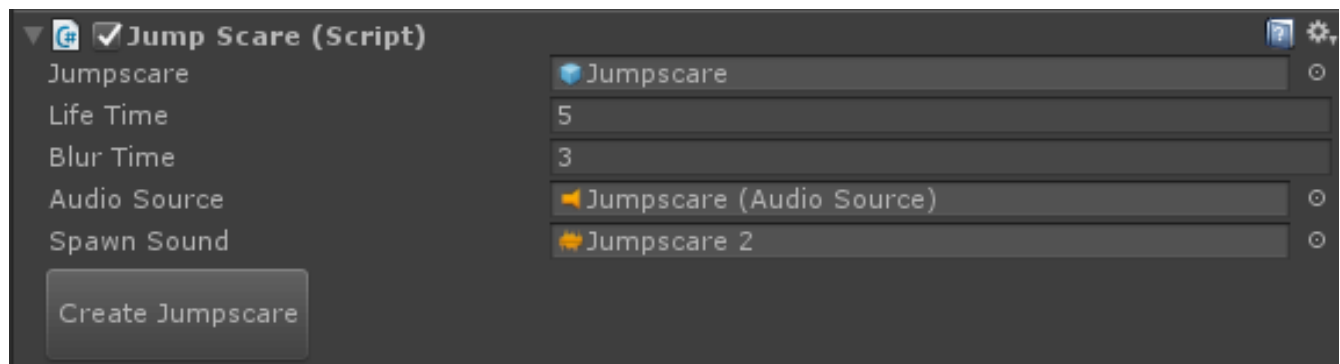 Jump Scare (Script)
Jumpscare Jumpscare
Life Time 5
Blur Time 3
Audio Source Jumpscare (Audio Source)
Spawn Sound Jumpscare 2
Create Jumpscare